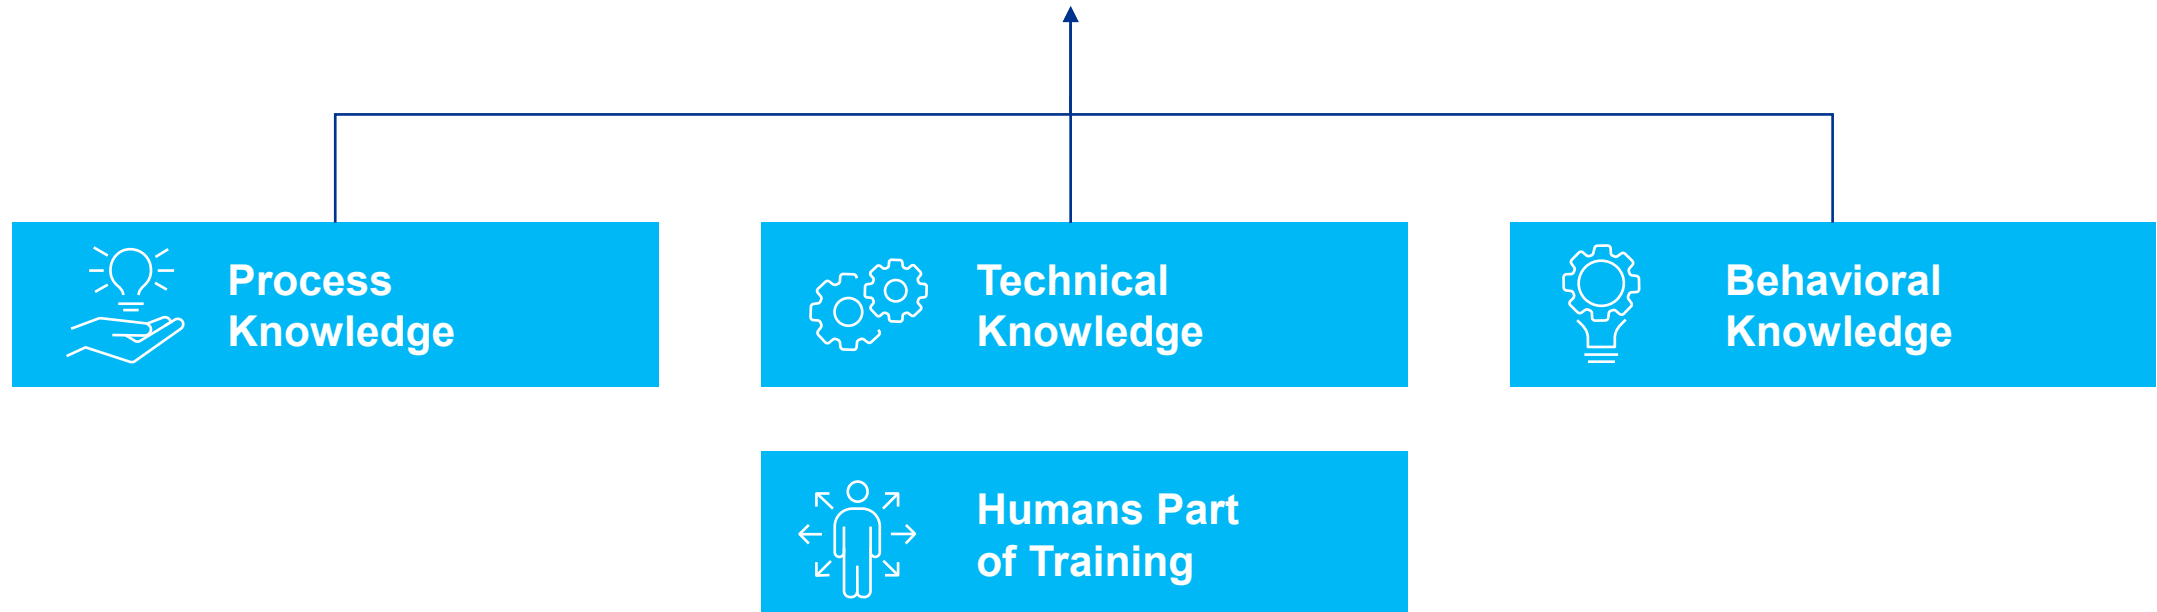 Process
Knowledge
Technical
Knowledge
Behavioral
Knowledge
Humans Part
of Training